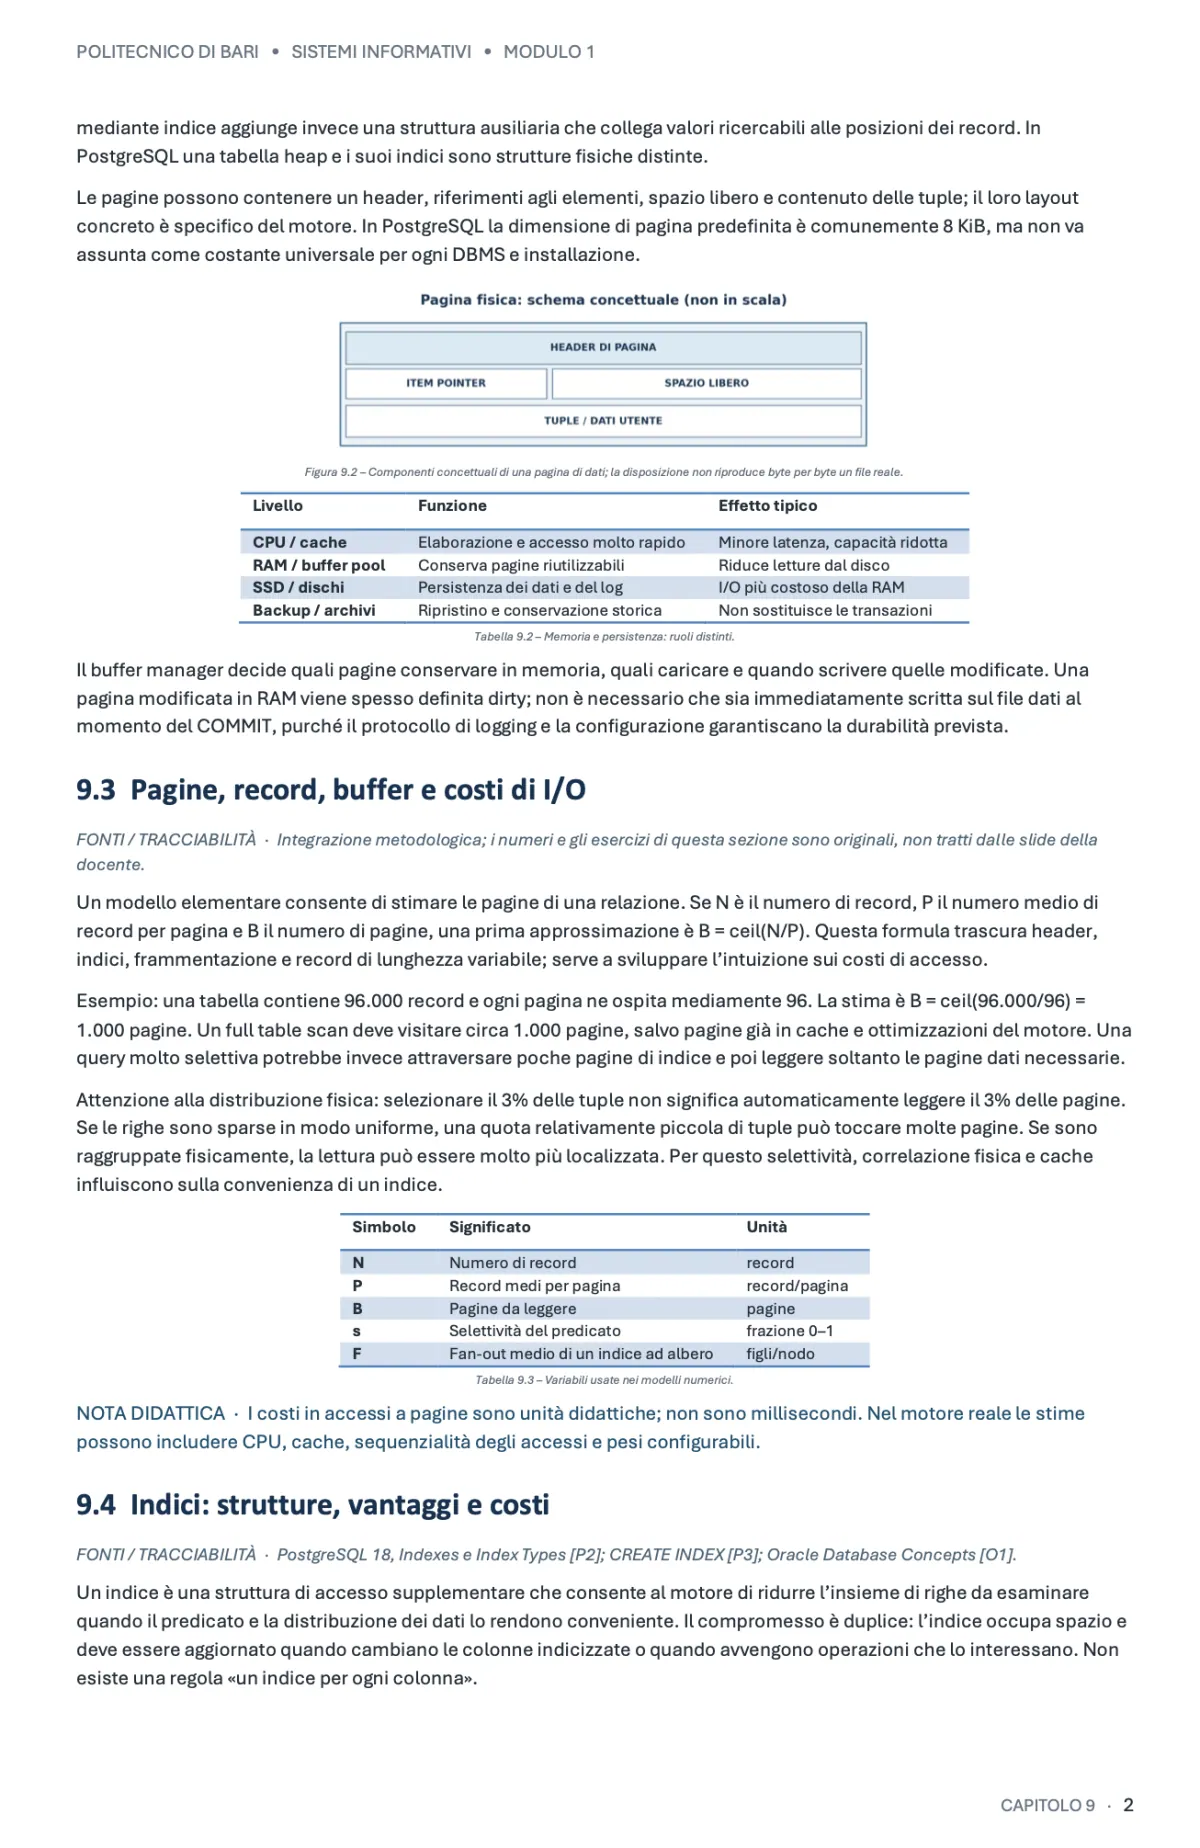 POLITECNICO DI BARI • SISTEMI INFORMATIVI • MODULO 1
mediante indice aggiunge invece una struttura ausiliaria che collega valori ricercabili alle posizioni dei record. In
PostgreSQL una tabella heap e i suoi indici sono strutture fisiche distinte.
Le pagine possono contenere un header, riferimenti agli elementi, spazio libero e contenuto delle tuple; il loro layout
concreto è specifico del motore. In PostgreSQL la dimensione di pagina predefinita è comunemente 8 KiB, ma non va
assunta come costante universale per ogni DBMS e installazione.
Pagina fisica: schema concettuale (non in scala)
HEADER DI PAGINA
ITEM POINTER SPAZIO LIBERO
TUPLE / DATI UTENTE
Figura 9.2 – Componenti concettuali di una pagina di dati; la disposizione non riproduce byte per byte un file reale.
Livello Funzione Effetto tipico
CPU / cache Elaborazione e accesso molto rapido Minore latenza, capacità ridotta
RAM / buffer pool Conserva pagine riutilizzabili Riduce letture dal disco
SSD / dischi Persistenza dei dati e del log I/O più costoso della RAM
Backup / archivi Ripristino e conservazione storica Non sostituisce le transazioni
Tabella 9.2 – Memoria e persistenza: ruoli distinti.
Il buffer manager decide quali pagine conservare in memoria, quali caricare e quando scrivere quelle modificate. Una
pagina modificata in RAM viene spesso definita dirty; non è necessario che sia immediatamente scritta sul file dati al
momento del COMMIT, purché il protocollo di logging e la configurazione garantiscano la durabilità prevista.
9.3 Pagine, record, buffer e costi di I/O
FONTI / TRACCIABILITÀ · Integrazione metodologica; i numeri e gli esercizi di questa sezione sono originali, non tratti dalle slide della
docente.
Un modello elementare consente di stimare le pagine di una relazione. Se N è il numero di record, P il numero medio di
record per pagina e B il numero di pagine, una prima approssimazione è B = ceil(N/P). Questa formula trascura header,
indici, frammentazione e record di lunghezza variabile; serve a sviluppare l’intuizione sui costi di accesso.
Esempio: una tabella contiene 96.000 record e ogni pagina ne ospita mediamente 96. La stima è B = ceil(96.000/96) =
1.000 pagine. Un full table scan deve visitare circa 1.000 pagine, salvo pagine già in cache e ottimizzazioni del motore. Una
query molto selettiva potrebbe invece attraversare poche pagine di indice e poi leggere soltanto le pagine dati necessarie.
Attenzione alla distribuzione fisica: selezionare il 3% delle tuple non significa automaticamente leggere il 3% delle pagine.
Se le righe sono sparse in modo uniforme, una quota relativamente piccola di tuple può toccare molte pagine. Se sono
raggruppate fisicamente, la lettura può essere molto più localizzata. Per questo selettività, correlazione fisica e cache
influiscono sulla convenienza di un indice.
Simbolo Significato Unità
N Numero di record record
P Record medi per pagina record/pagina
B Pagine da leggere pagine
s Selettività del predicato frazione 0–1
F Fan-out medio di un indice ad albero figli/nodo
Tabella 9.3 – Variabili usate nei modelli numerici.
NOTA DIDATTICA · I costi in accessi a pagine sono unità didattiche; non sono millisecondi. Nel motore reale le stime
possono includere CPU, cache, sequenzialità degli accessi e pesi configurabili.
9.4 Indici: strutture, vantaggi e costi
FONTI / TRACCIABILITÀ · PostgreSQL 18, Indexes e Index Types [P2]; CREATE INDEX [P3]; Oracle Database Concepts [O1].
Un indice è una struttura di accesso supplementare che consente al motore di ridurre l’insieme di righe da esaminare
quando il predicato e la distribuzione dei dati lo rendono conveniente. Il compromesso è duplice: l’indice occupa spazio e
deve essere aggiornato quando cambiano le colonne indicizzate o quando avvengono operazioni che lo interessano. Non
esiste una regola «un indice per ogni colonna».
CAPITOLO 9 · 2